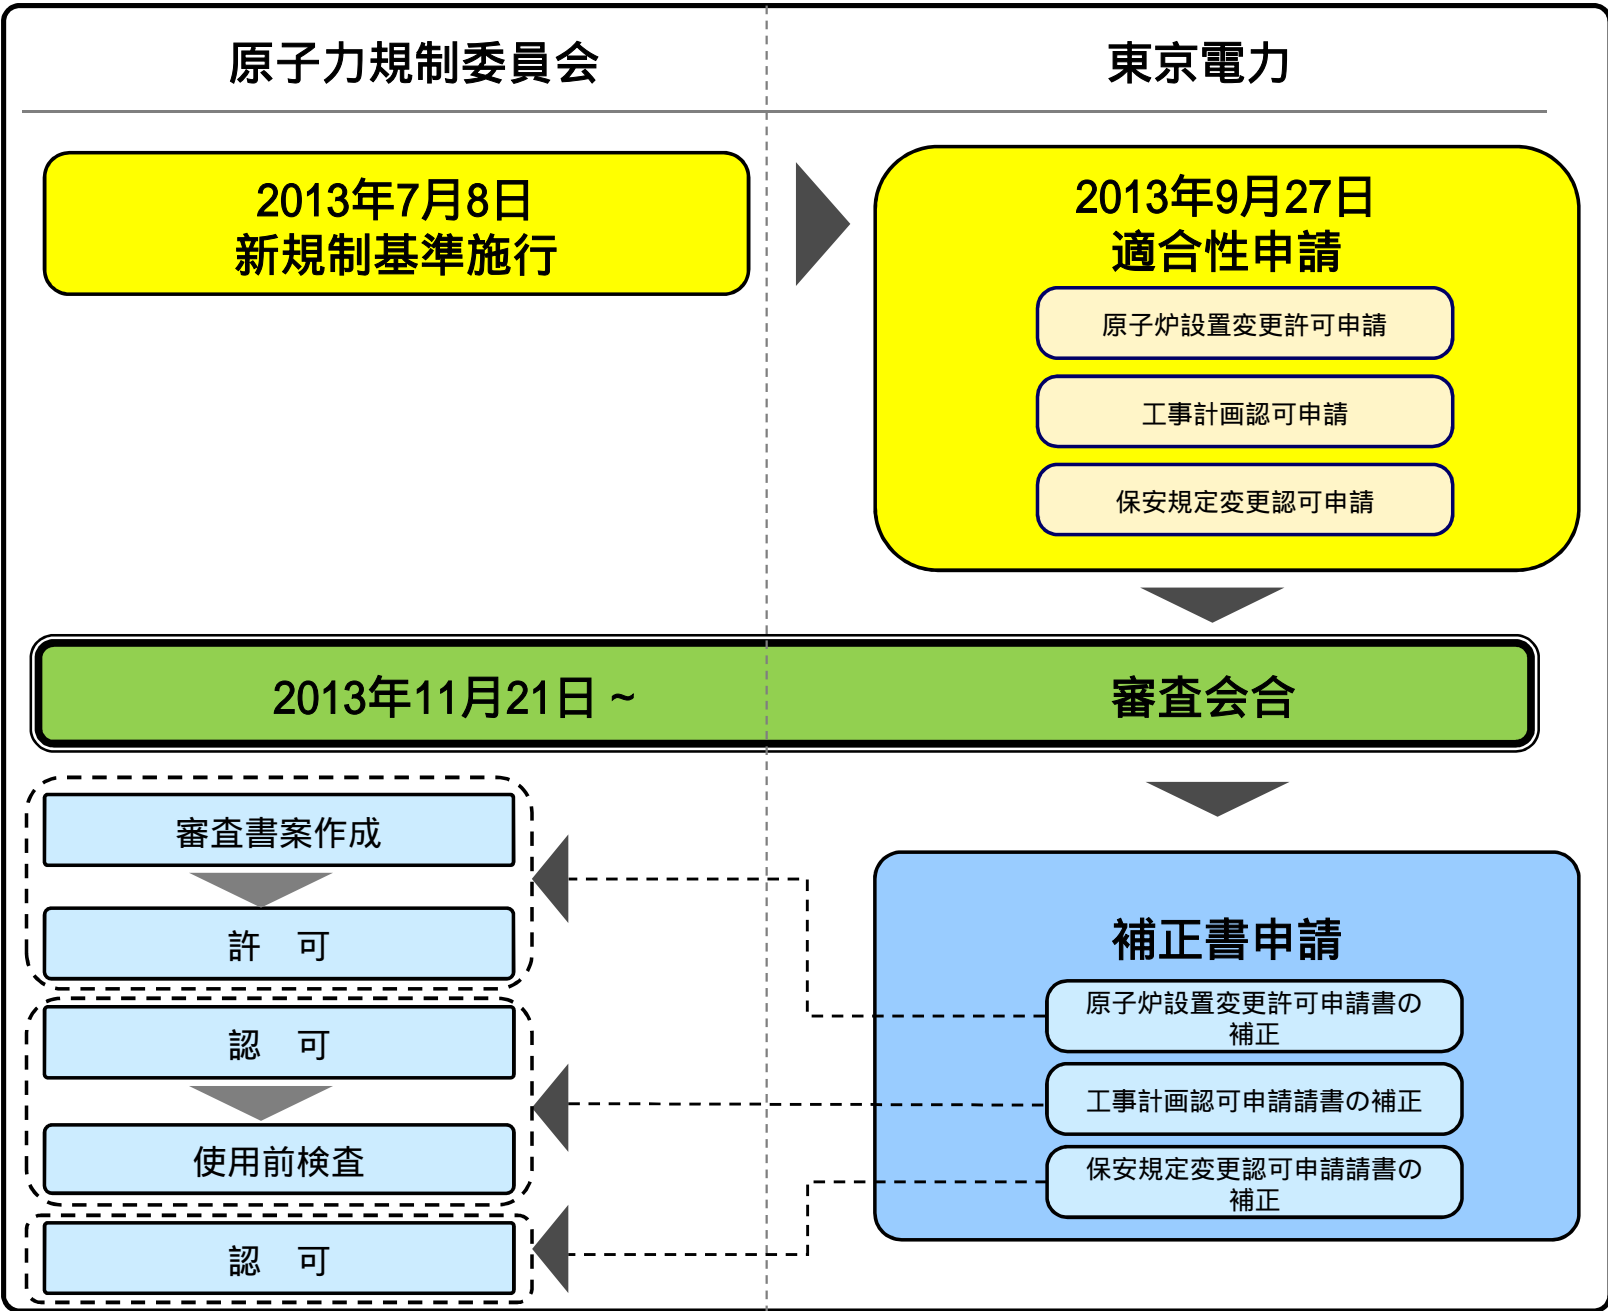 原子力規制委員会
東京電力
2013年7月8日
新規制基準施行
2013年9月27日
適合性申請
原子炉設置変更許可申請
工事計画認可申請
保安規定変更認可申請
2013年11月21日 ~
審査会合
審査書案作成
許　可
認　可
使用前検査
認　可
補正書申請
原子炉設置変更許可申請書の
補正
工事計画認可申請請書の補正
保安規定変更認可申請請書の
補正